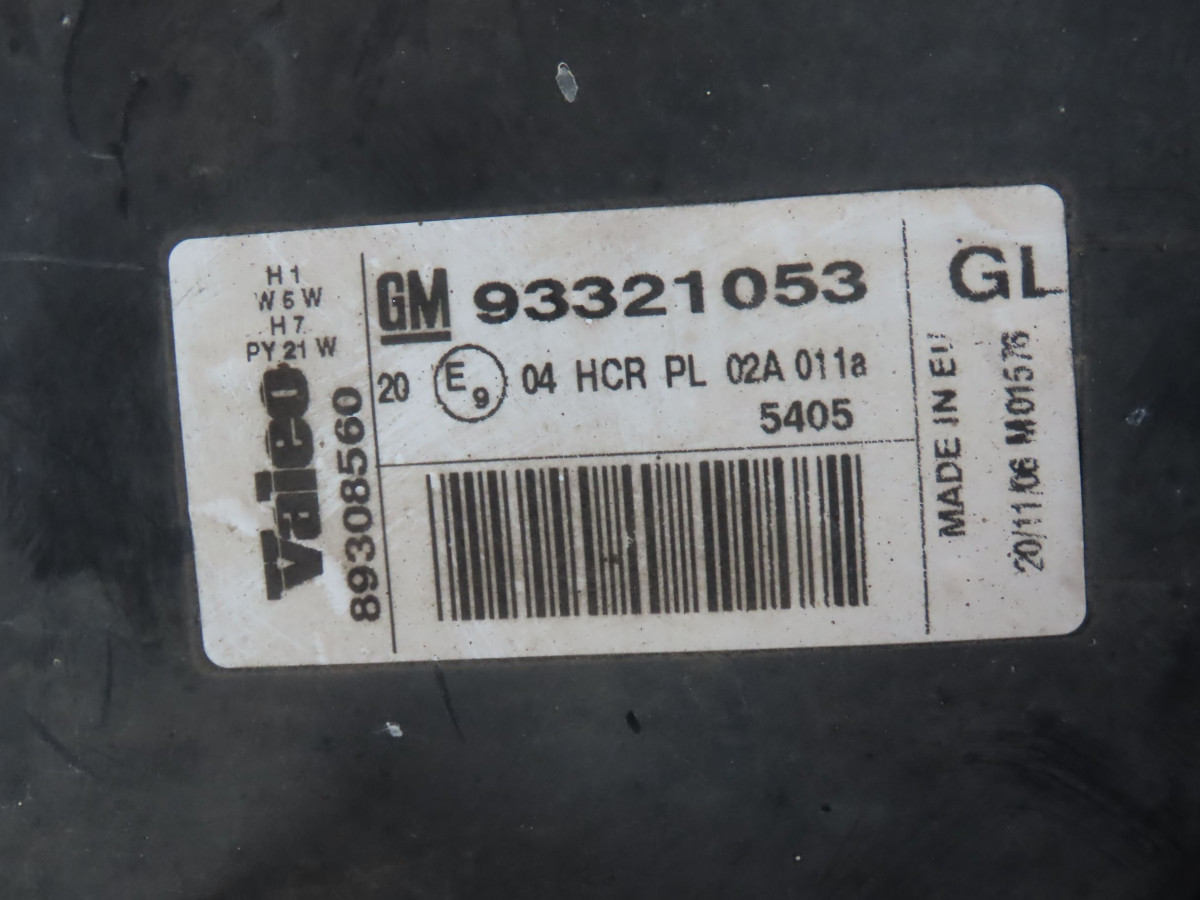 H 1
W 5 W
H 7
PY 21 W
Valeo
89308560
GM 93321053
20 E9 04 HCR PL 02A 011a
5405
GL
MADE IN EU
20/11/06 M01576